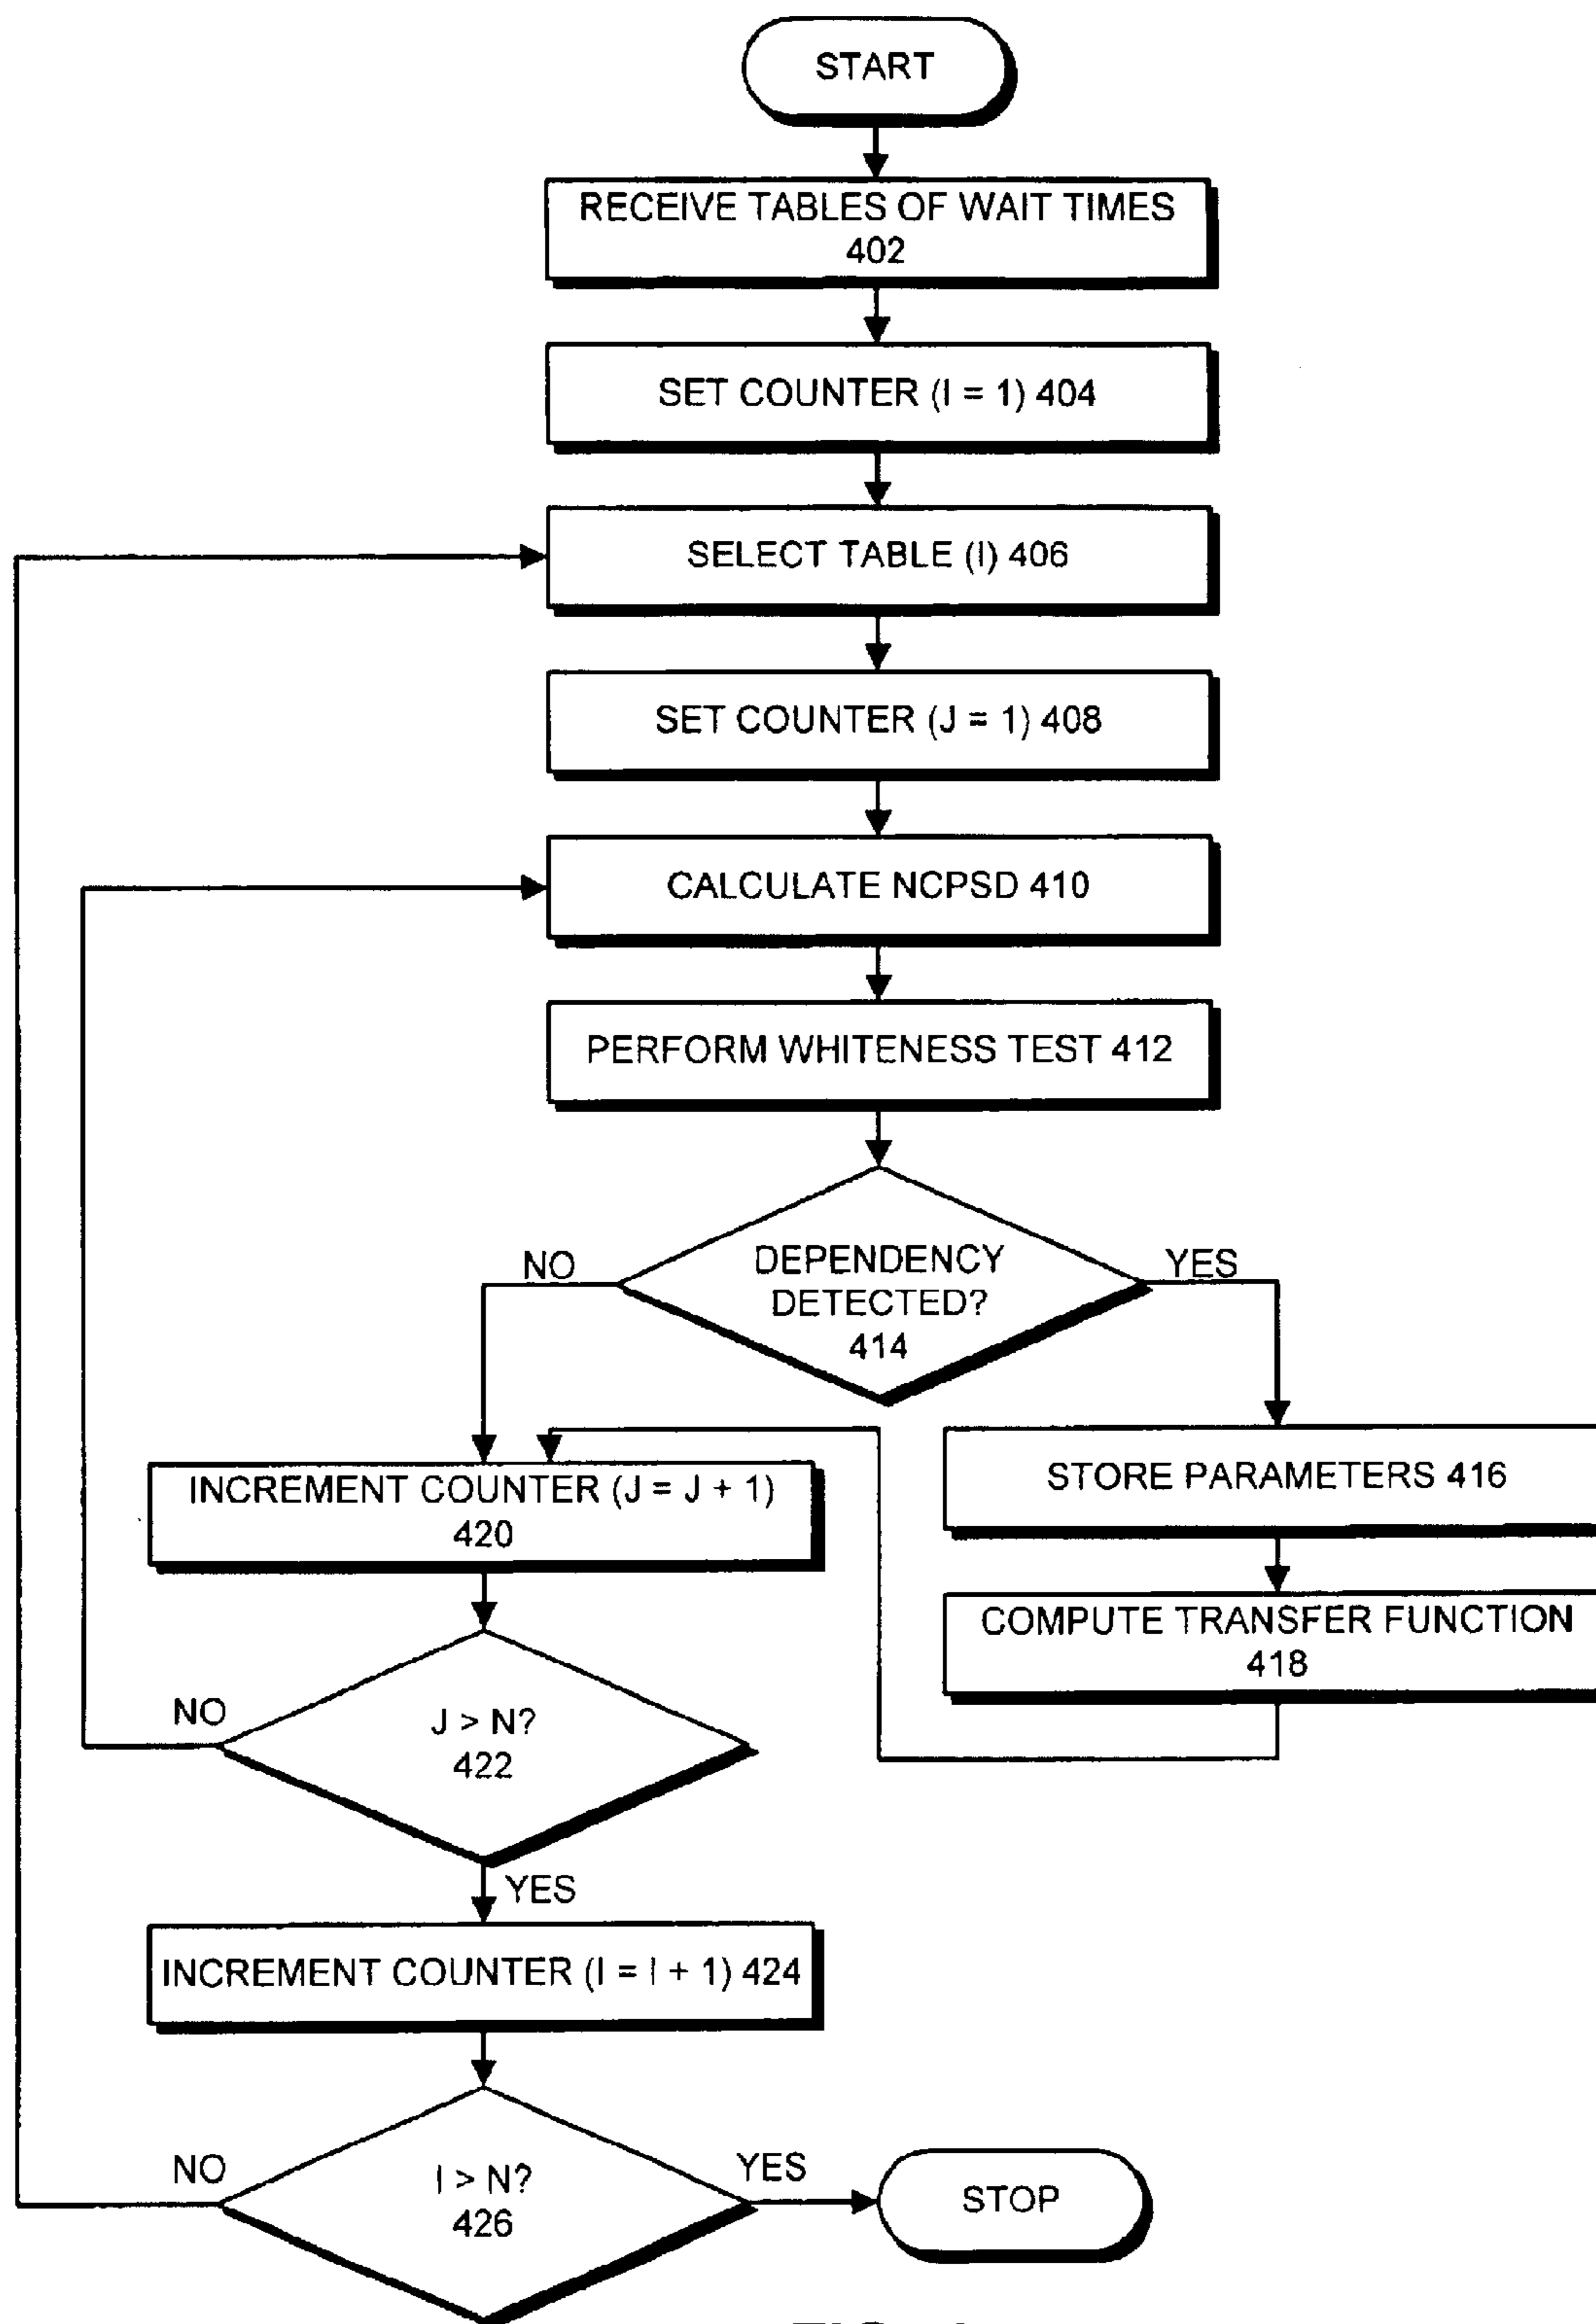 START
RECEIVE TABLES OF WAIT TIMES
402
SET COUNTER (I = 1) 404
SELECT TABLE (I) 406
SET COUNTER (J = 1) 408
CALCULATE NCPSD 410
PERFORM WHITENESS TEST 412
NO
DEPENDENCY
DETECTED?
414
YES
STORE PARAMETERS 416
INCREMENT COUNTER (J = J + 1)
420
COMPUTE TRANSFER FUNCTION
418
NO
J > N?
422
YES
INCREMENT COUNTER (I = I + 1) 424
NO
I > N?
426
YES
STOP